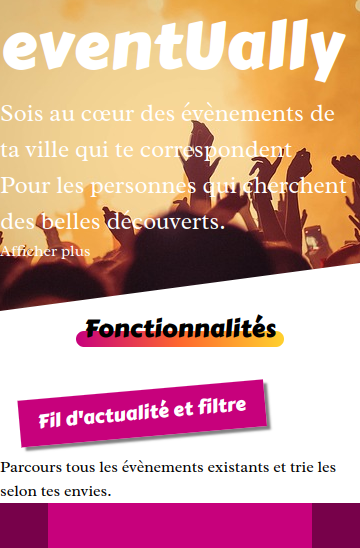 eventUally
Sois au cœur des évènements de
ta ville qui te correspondent
Pour les personnes qui cherchent
des belles découvertes.
Afficher plus
Fonctionnalités
Fil d'actualité et filtre
Parcours tous les évènements existants et trie les
selon tes envies.